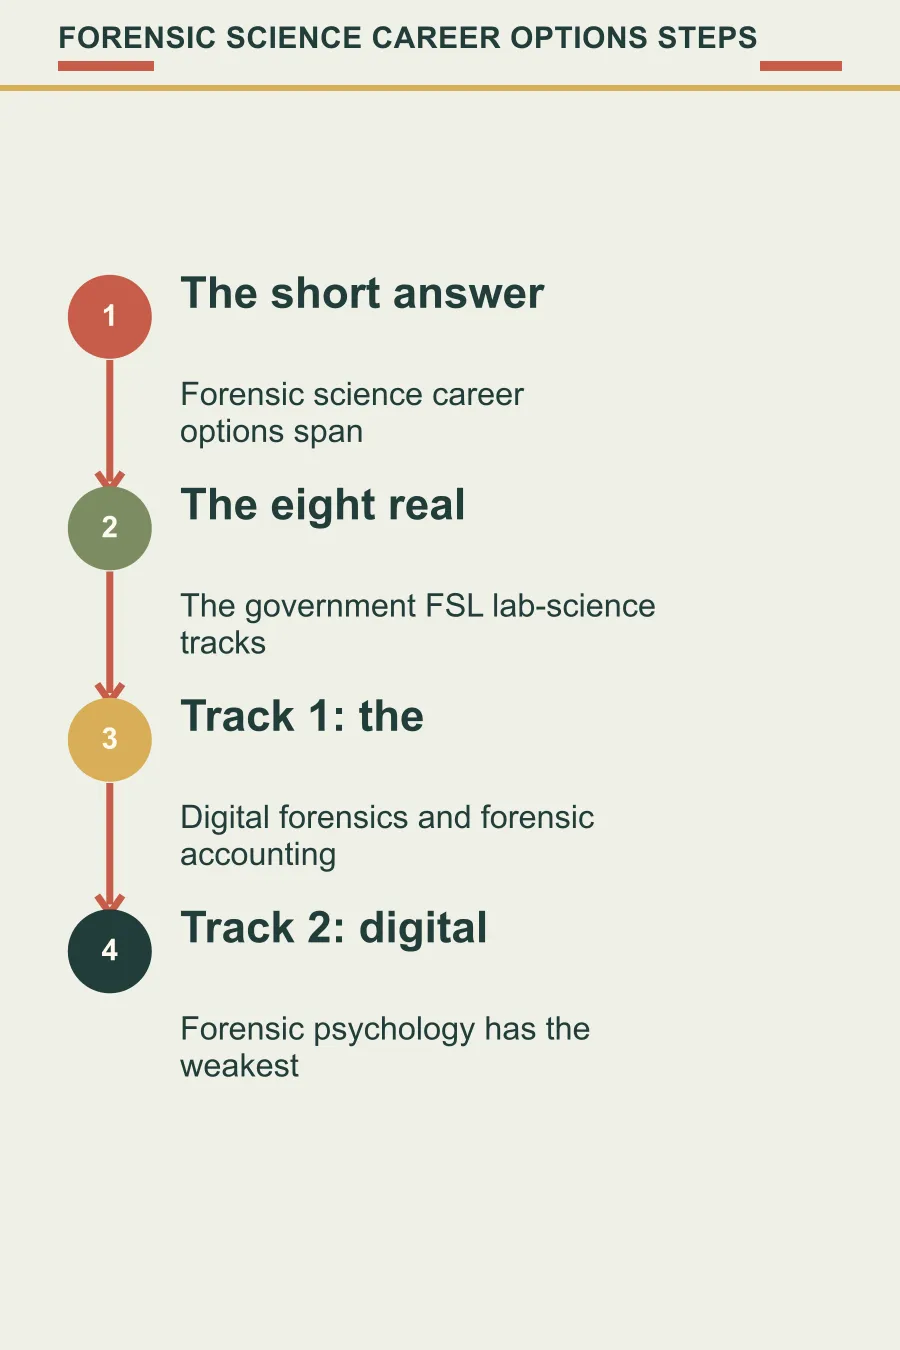 FORENSIC SCIENCE CAREER OPTIONS STEPS
1
The short answer
Forensic science career
options span
2
The eight real
The government FSL lab-science
tracks
3
Track 1: the
Digital forensics and forensic
accounting
4
Track 2: digital
Forensic psychology has the
weakest